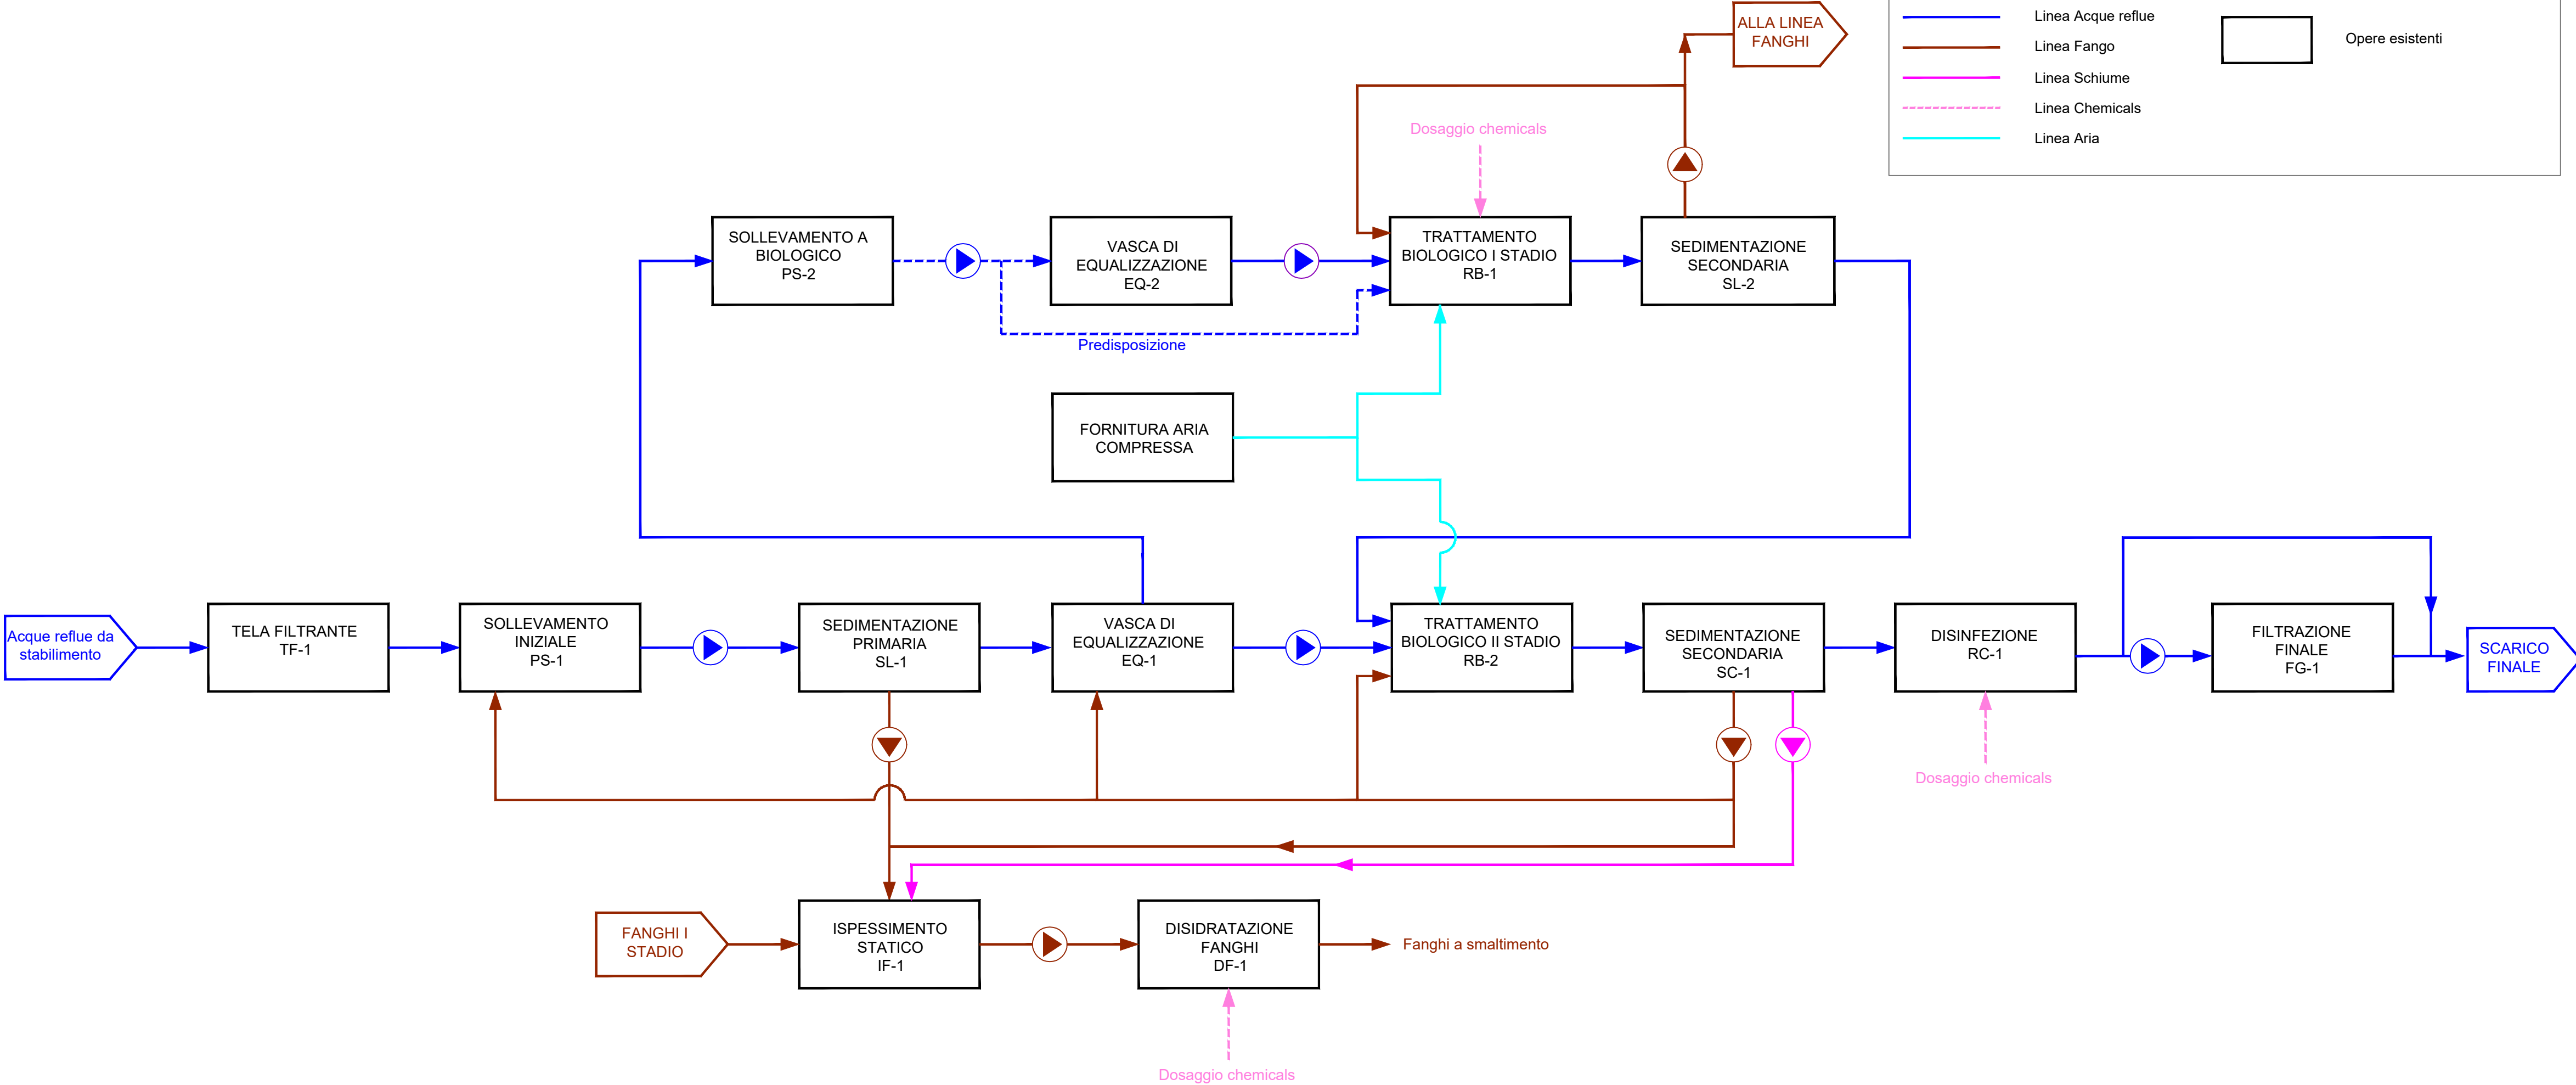 ALLA LINEA
FANGHI
Linea Acque reflue
Linea Fango
Linea Schiume
Linea Chemicals
Linea Aria
Opere esistenti
Dosaggio chemicals
SOLLEVAMENTO A
BIOLOGICO
PS-2
VASCA DI
EQUALIZZAZIONE
EQ-2
TRATTAMENTO
BIOLOGICO I STADIO
RB-1
SEDIMENTAZIONE
SECONDARIA
SL-2
Predisposizione
FORNITURA ARIA
COMPRESSA
Acque reflue da
stabilimento
TELA FILTRANTE
TF-1
SOLLEVAMENTO
INIZIALE
PS-1
SEDIMENTAZIONE
PRIMARIA
SL-1
VASCA DI
EQUALIZZAZIONE
EQ-1
TRATTAMENTO
BIOLOGICO II STADIO
RB-2
SEDIMENTAZIONE
SECONDARIA
SC-1
DISINFEZIONE
RC-1
FILTRAZIONE
FINALE
FG-1
SCARICO
FINALE
Dosaggio chemicals
FANGHI I
STADIO
ISPESSIMENTO
STATICO
IF-1
DISIDRATAZIONE
FANGHI
DF-1
Fanghi a smaltimento
Dosaggio chemicals